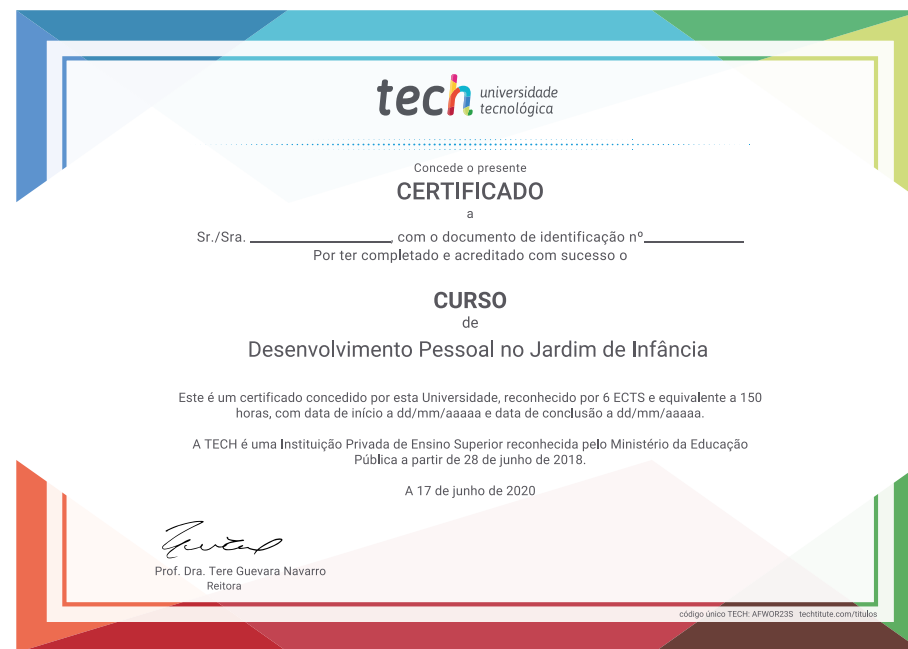 tech universidade
tecnológica
Concede o presente
CERTIFICADO
a
Sr./Sra. ____________, com o documento de identificação nº____________
Por ter completado e acreditado com sucesso o
CURSO
de
Desenvolvimento Pessoal no Jardim de Infância
Este é um certificado concedido por esta Universidade, reconhecido por 6 ECTS e equivalente a 150
horas, com data de início a dd/mm/aaaaa e data de conclusão a dd/mm/aaaaa.
A TECH é uma Instituição Privada de Ensino Superior reconhecida pelo Ministério da Educação
Pública a partir de 28 de junho de 2018.
A 17 de junho de 2020
Prof. Dra. Tere Guevara Navarro
Reitora
código único TECH: AFWOR23S techtitute.com/titulos